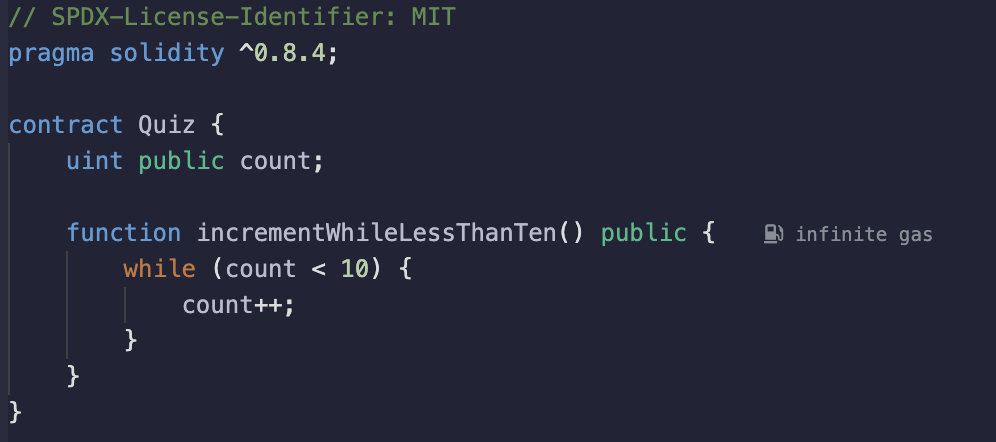 // SPDX-License-Identifier: MIT
pragma solidity ^0.8.4;
contract Quiz {
uint public count;
function incrementWhileLessThanTen() public { infinite gas
while (count < 10) {
count++;
}
}
}